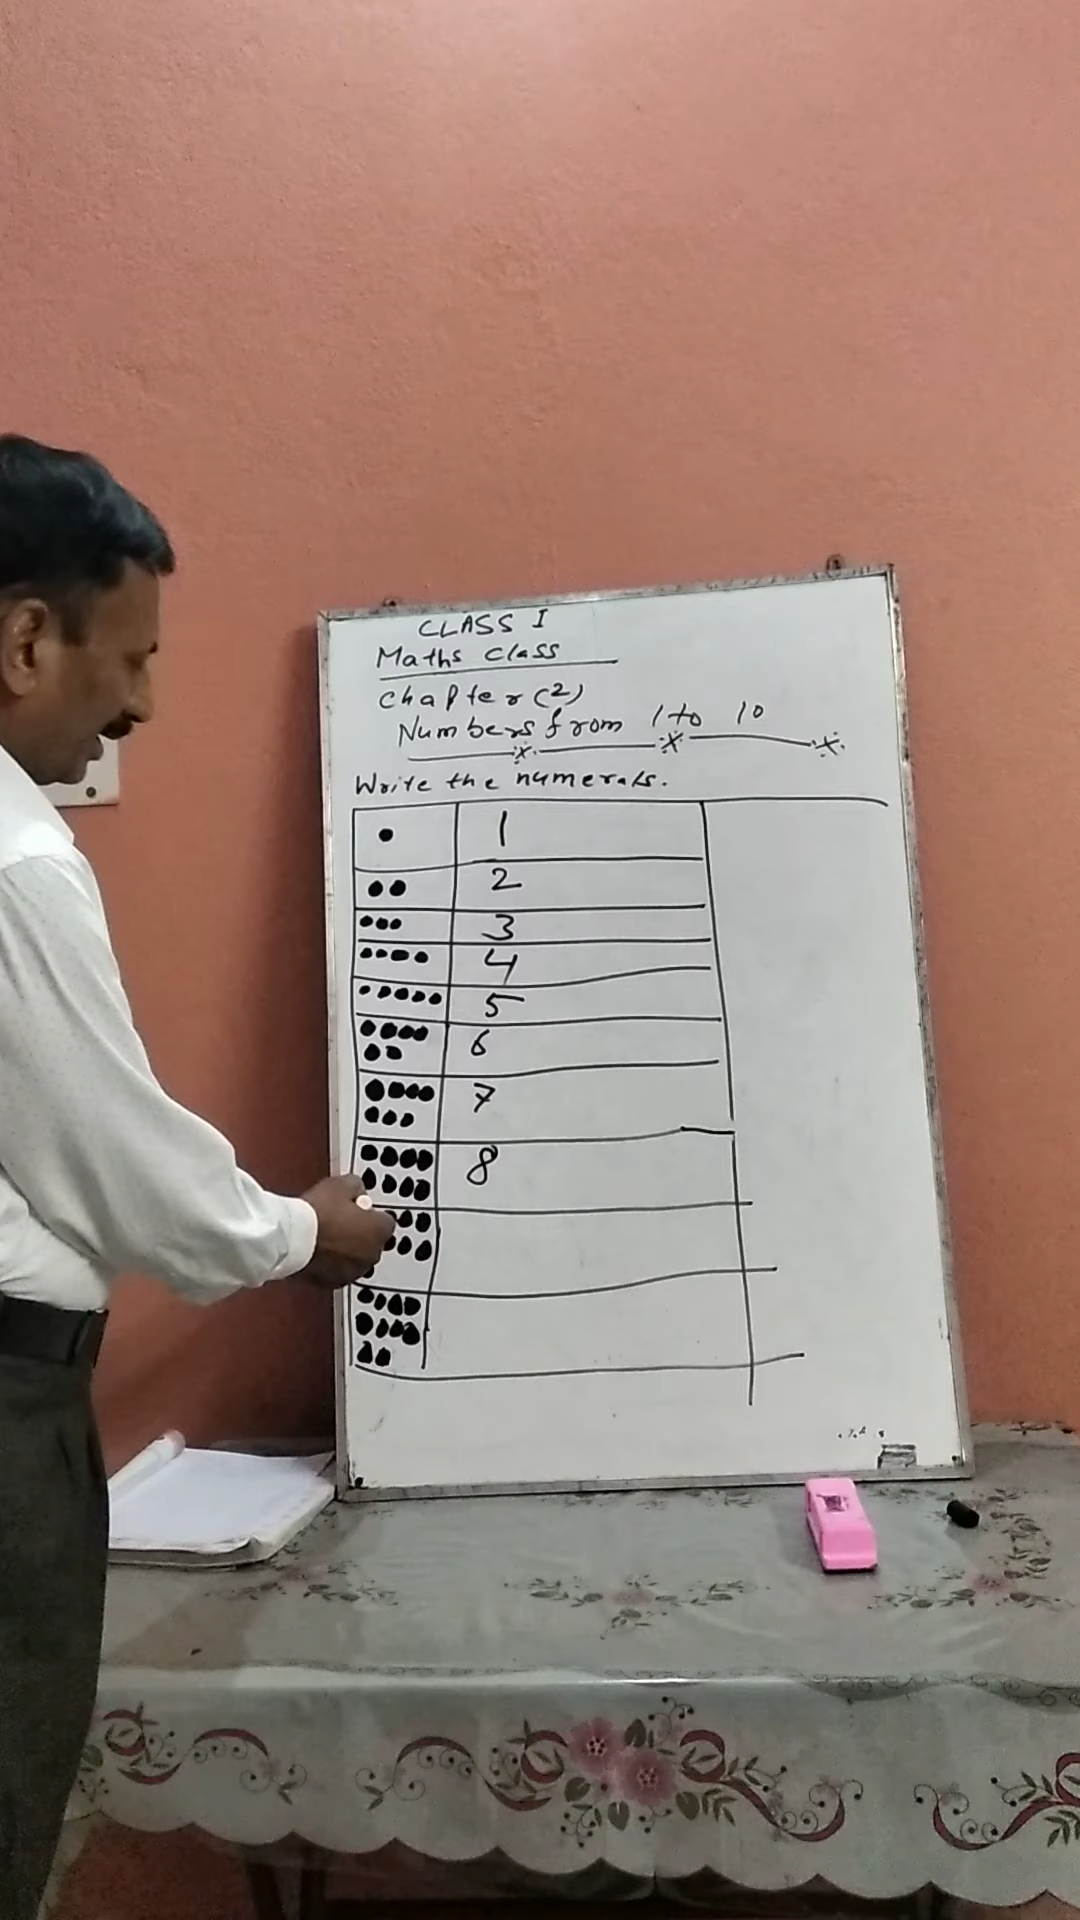 CLASS I
Maths class
Chapter (2)
Numbers from 1 to 10
Write the numerals.
1
2
3
4
5
6
7
8